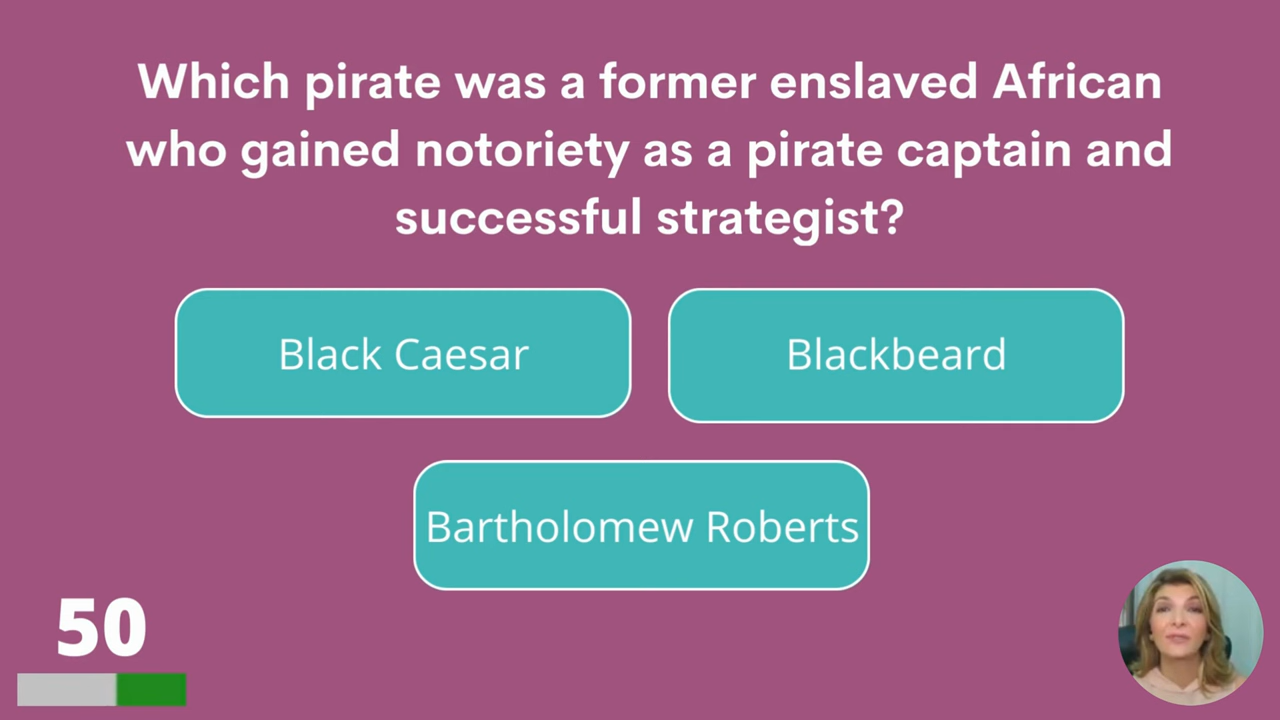 Which pirate was a former enslaved African
who gained notoriety as a pirate captain and
successful strategist?
Black Caesar
Blackbeard
Bartholomew Roberts
50